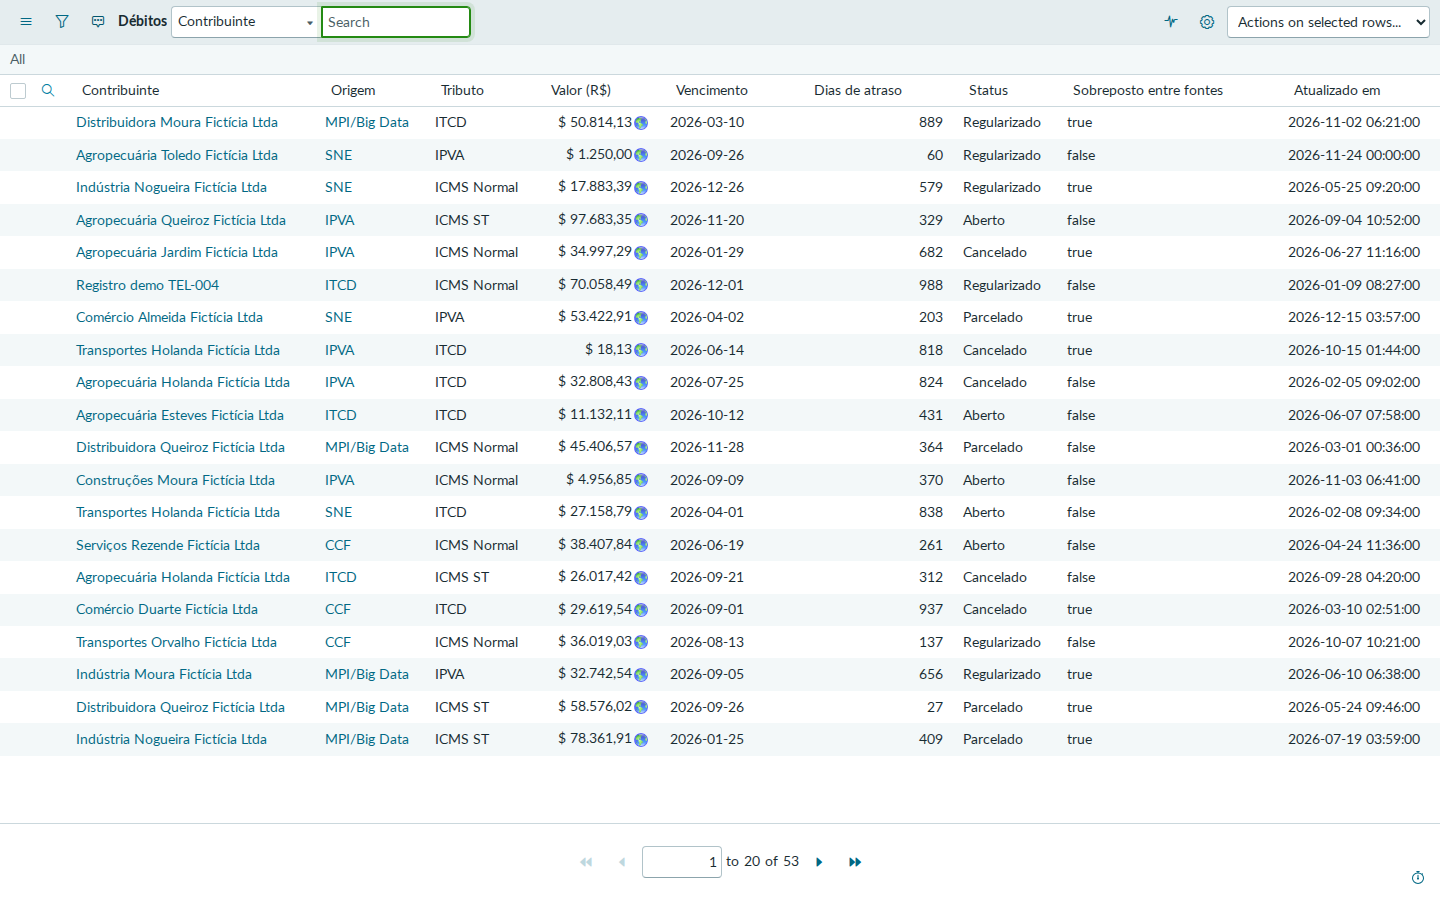 Débitos Contribuinte Search Actions on selected rows...
All
Contribuinte Origem Tributo Valor (R$) Vencimento Dias de atraso Status Sobreposto entre fontes Atualizado em
Distribuidora Moura Fictícia Ltda MPI/Big Data ITCD $ 50.814,13 2026-03-10 889 Regularizado true 2026-11-02 06:21:00
Agropecuária Toledo Fictícia Ltda SNE IPVA $ 1.250,00 2026-09-26 60 Regularizado false 2026-11-24 00:00:00
Indústria Nogueira Fictícia Ltda SNE ICMS Normal $ 17.883,39 2026-12-26 579 Regularizado true 2026-05-25 09:20:00
Agropecuária Queiroz Fictícia Ltda IPVA ICMS ST $ 97.683,35 2026-11-20 329 Aberto false 2026-09-04 10:52:00
Agropecuária Jardim Fictícia Ltda IPVA ICMS Normal $ 34.997,29 2026-01-29 682 Cancelado true 2026-06-27 11:16:00
Registro demo TEL-004 ITCD ICMS Normal $ 70.058,49 2026-12-01 988 Regularizado false 2026-01-09 08:27:00
Comércio Almeida Fictícia Ltda SNE IPVA $ 53.422,91 2026-04-02 203 Parcelado true 2026-12-15 03:57:00
Transportes Holanda Fictícia Ltda IPVA ITCD $ 18,13 2026-06-14 818 Cancelado true 2026-10-15 01:44:00
Agropecuária Holanda Fictícia Ltda IPVA ITCD $ 32.808,43 2026-07-25 824 Cancelado false 2026-02-05 09:02:00
Agropecuária Esteves Fictícia Ltda ITCD ITCD $ 11.132,11 2026-10-12 431 Aberto false 2026-06-07 07:58:00
Distribuidora Queiroz Fictícia Ltda MPI/Big Data ICMS Normal $ 45.406,57 2026-11-28 364 Parcelado false 2026-03-01 00:36:00
Construções Moura Fictícia Ltda IPVA ICMS Normal $ 4.956,85 2026-09-09 370 Aberto false 2026-11-03 06:41:00
Transportes Holanda Fictícia Ltda SNE ITCD $ 27.158,79 2026-04-01 838 Aberto false 2026-02-08 09:34:00
Serviços Rezende Fictícia Ltda CCF ICMS Normal $ 38.407,84 2026-06-19 261 Aberto false 2026-04-24 11:36:00
Agropecuária Holanda Fictícia Ltda ITCD ICMS ST $ 26.017,42 2026-09-21 312 Cancelado false 2026-09-28 04:20:00
Comércio Duarte Fictícia Ltda CCF ITCD $ 29.619,54 2026-09-01 937 Cancelado true 2026-03-10 02:51:00
Transportes Orvalho Fictícia Ltda CCF ICMS Normal $ 36.019,03 2026-08-13 137 Regularizado false 2026-10-07 10:21:00
Indústria Moura Fictícia Ltda MPI/Big Data IPVA $ 32.742,54 2026-09-05 656 Regularizado true 2026-06-10 06:38:00
Distribuidora Queiroz Fictícia Ltda MPI/Big Data ICMS ST $ 58.576,02 2026-09-26 27 Parcelado true 2026-05-24 09:46:00
Indústria Nogueira Fictícia Ltda MPI/Big Data ICMS ST $ 78.361,91 2026-01-25 409 Parcelado true 2026-07-19 03:59:00
1 to 20 of 53